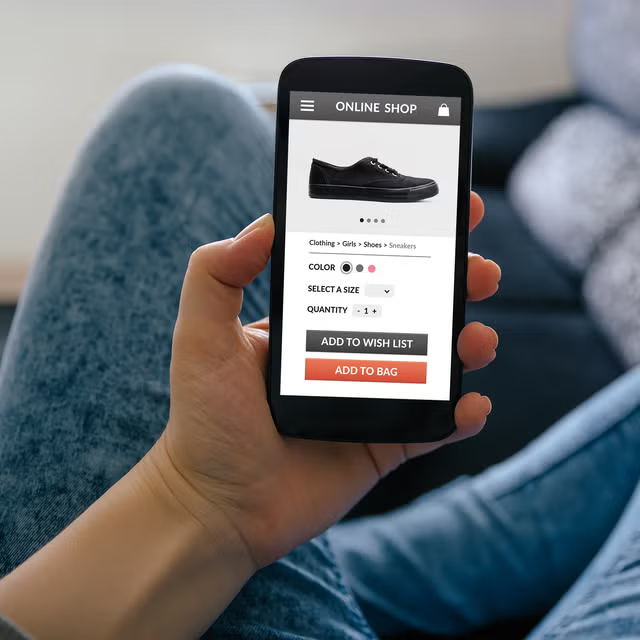 ONLINE SHOP
Clothing > Girls > Shoes > Sneakers
COLOR
SELECT A SIZE
QUANTITY - 1 +
ADD TO WISH LIST
ADD TO BAG